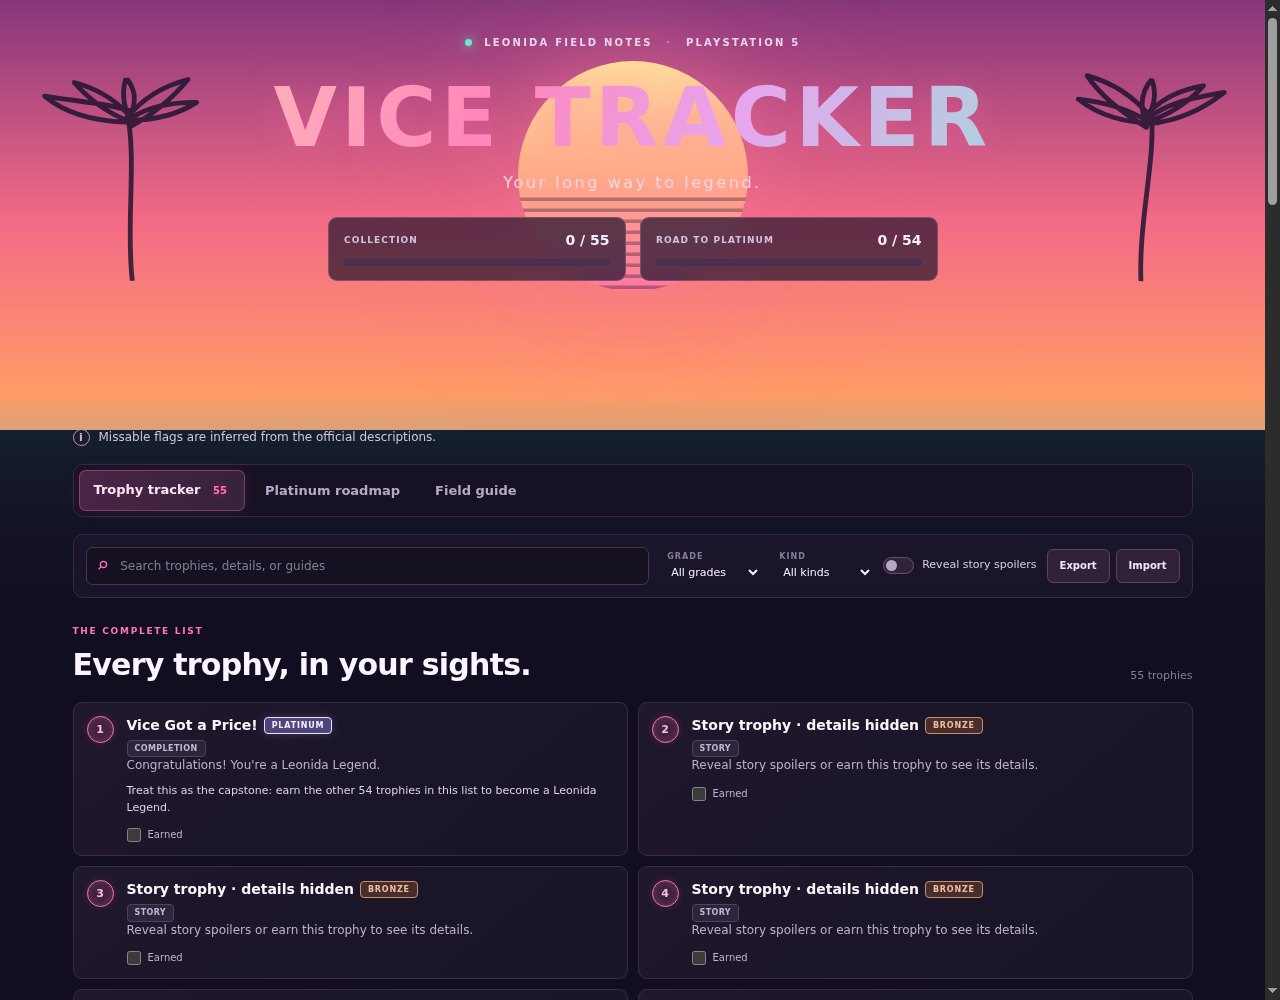 LEONIDA FIELD NOTES · PLAYSTATION 5
VICE TRACKER
Your long way to legend.
COLLECTION 0 / 55
ROAD TO PLATINUM 0 / 54
i Missable flags are inferred from the official descriptions.
Trophy tracker 55 Platinum roadmap Field guide
Search trophies, details, or guides
GRADE
All grades
KIND
All kinds
Reveal story spoilers
Export
Import
THE COMPLETE LIST
Every trophy, in your sights.
55 trophies
1 Vice Got a Price! PLATINUM
COMPLETION
Congratulations! You're a Leonida Legend.
Treat this as the capstone: earn the other 54 trophies in this list to become a Leonida
Legend.
Earned
2 Story trophy · details hidden BRONZE
STORY
Reveal story spoilers or earn this trophy to see its details.
Earned
3 Story trophy · details hidden BRONZE
STORY
Reveal story spoilers or earn this trophy to see its details.
Earned
4 Story trophy · details hidden BRONZE
STORY
Reveal story spoilers or earn this trophy to see its details.
Earned